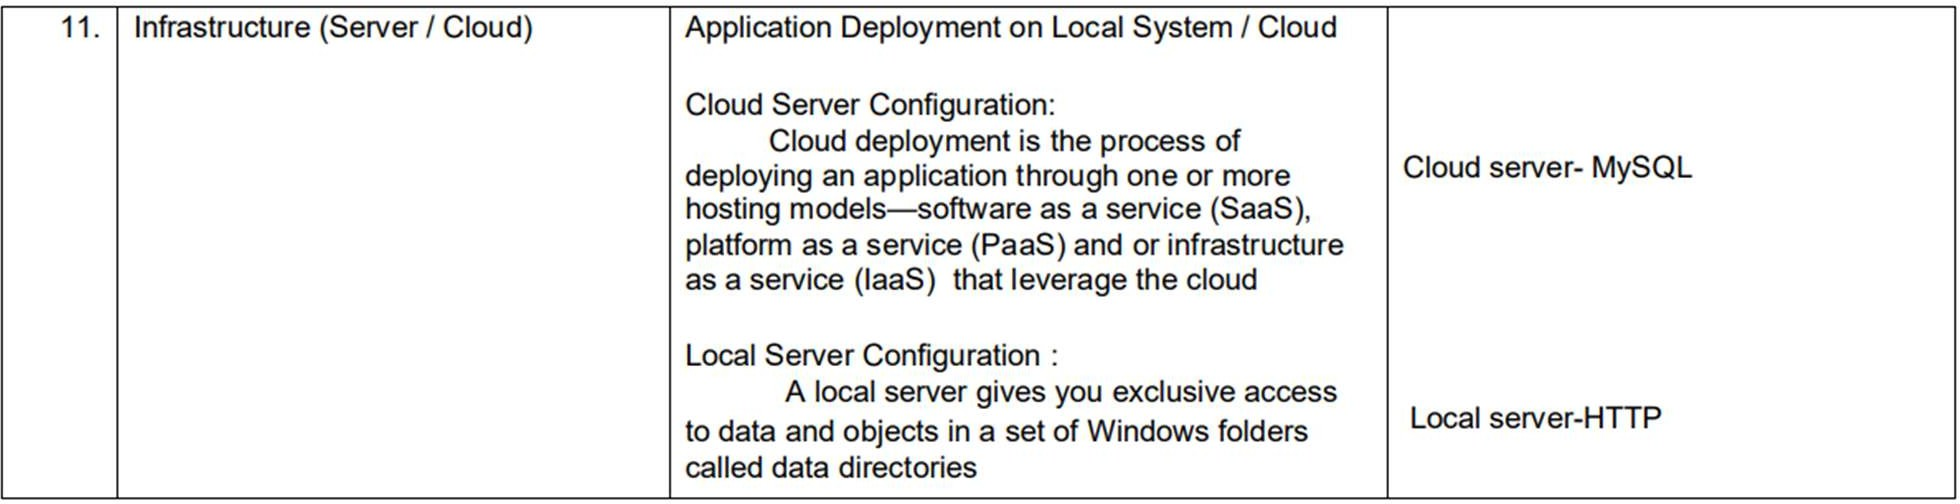 11.
Infrastructure (Server / Cloud)
Application Deployment on Local System / Cloud
Cloud Server Configuration:
Cloud deployment is the process of
deploying an application through one or more
hosting models—software as a service (SaaS),
platform as a service (PaaS) and or infrastructure
as a service (IaaS)  that leverage the cloud
Local Server Configuration :
A local server gives you exclusive access
to data and objects in a set of Windows folders
called data directories
Cloud server- MySQL
Local server-HTTP